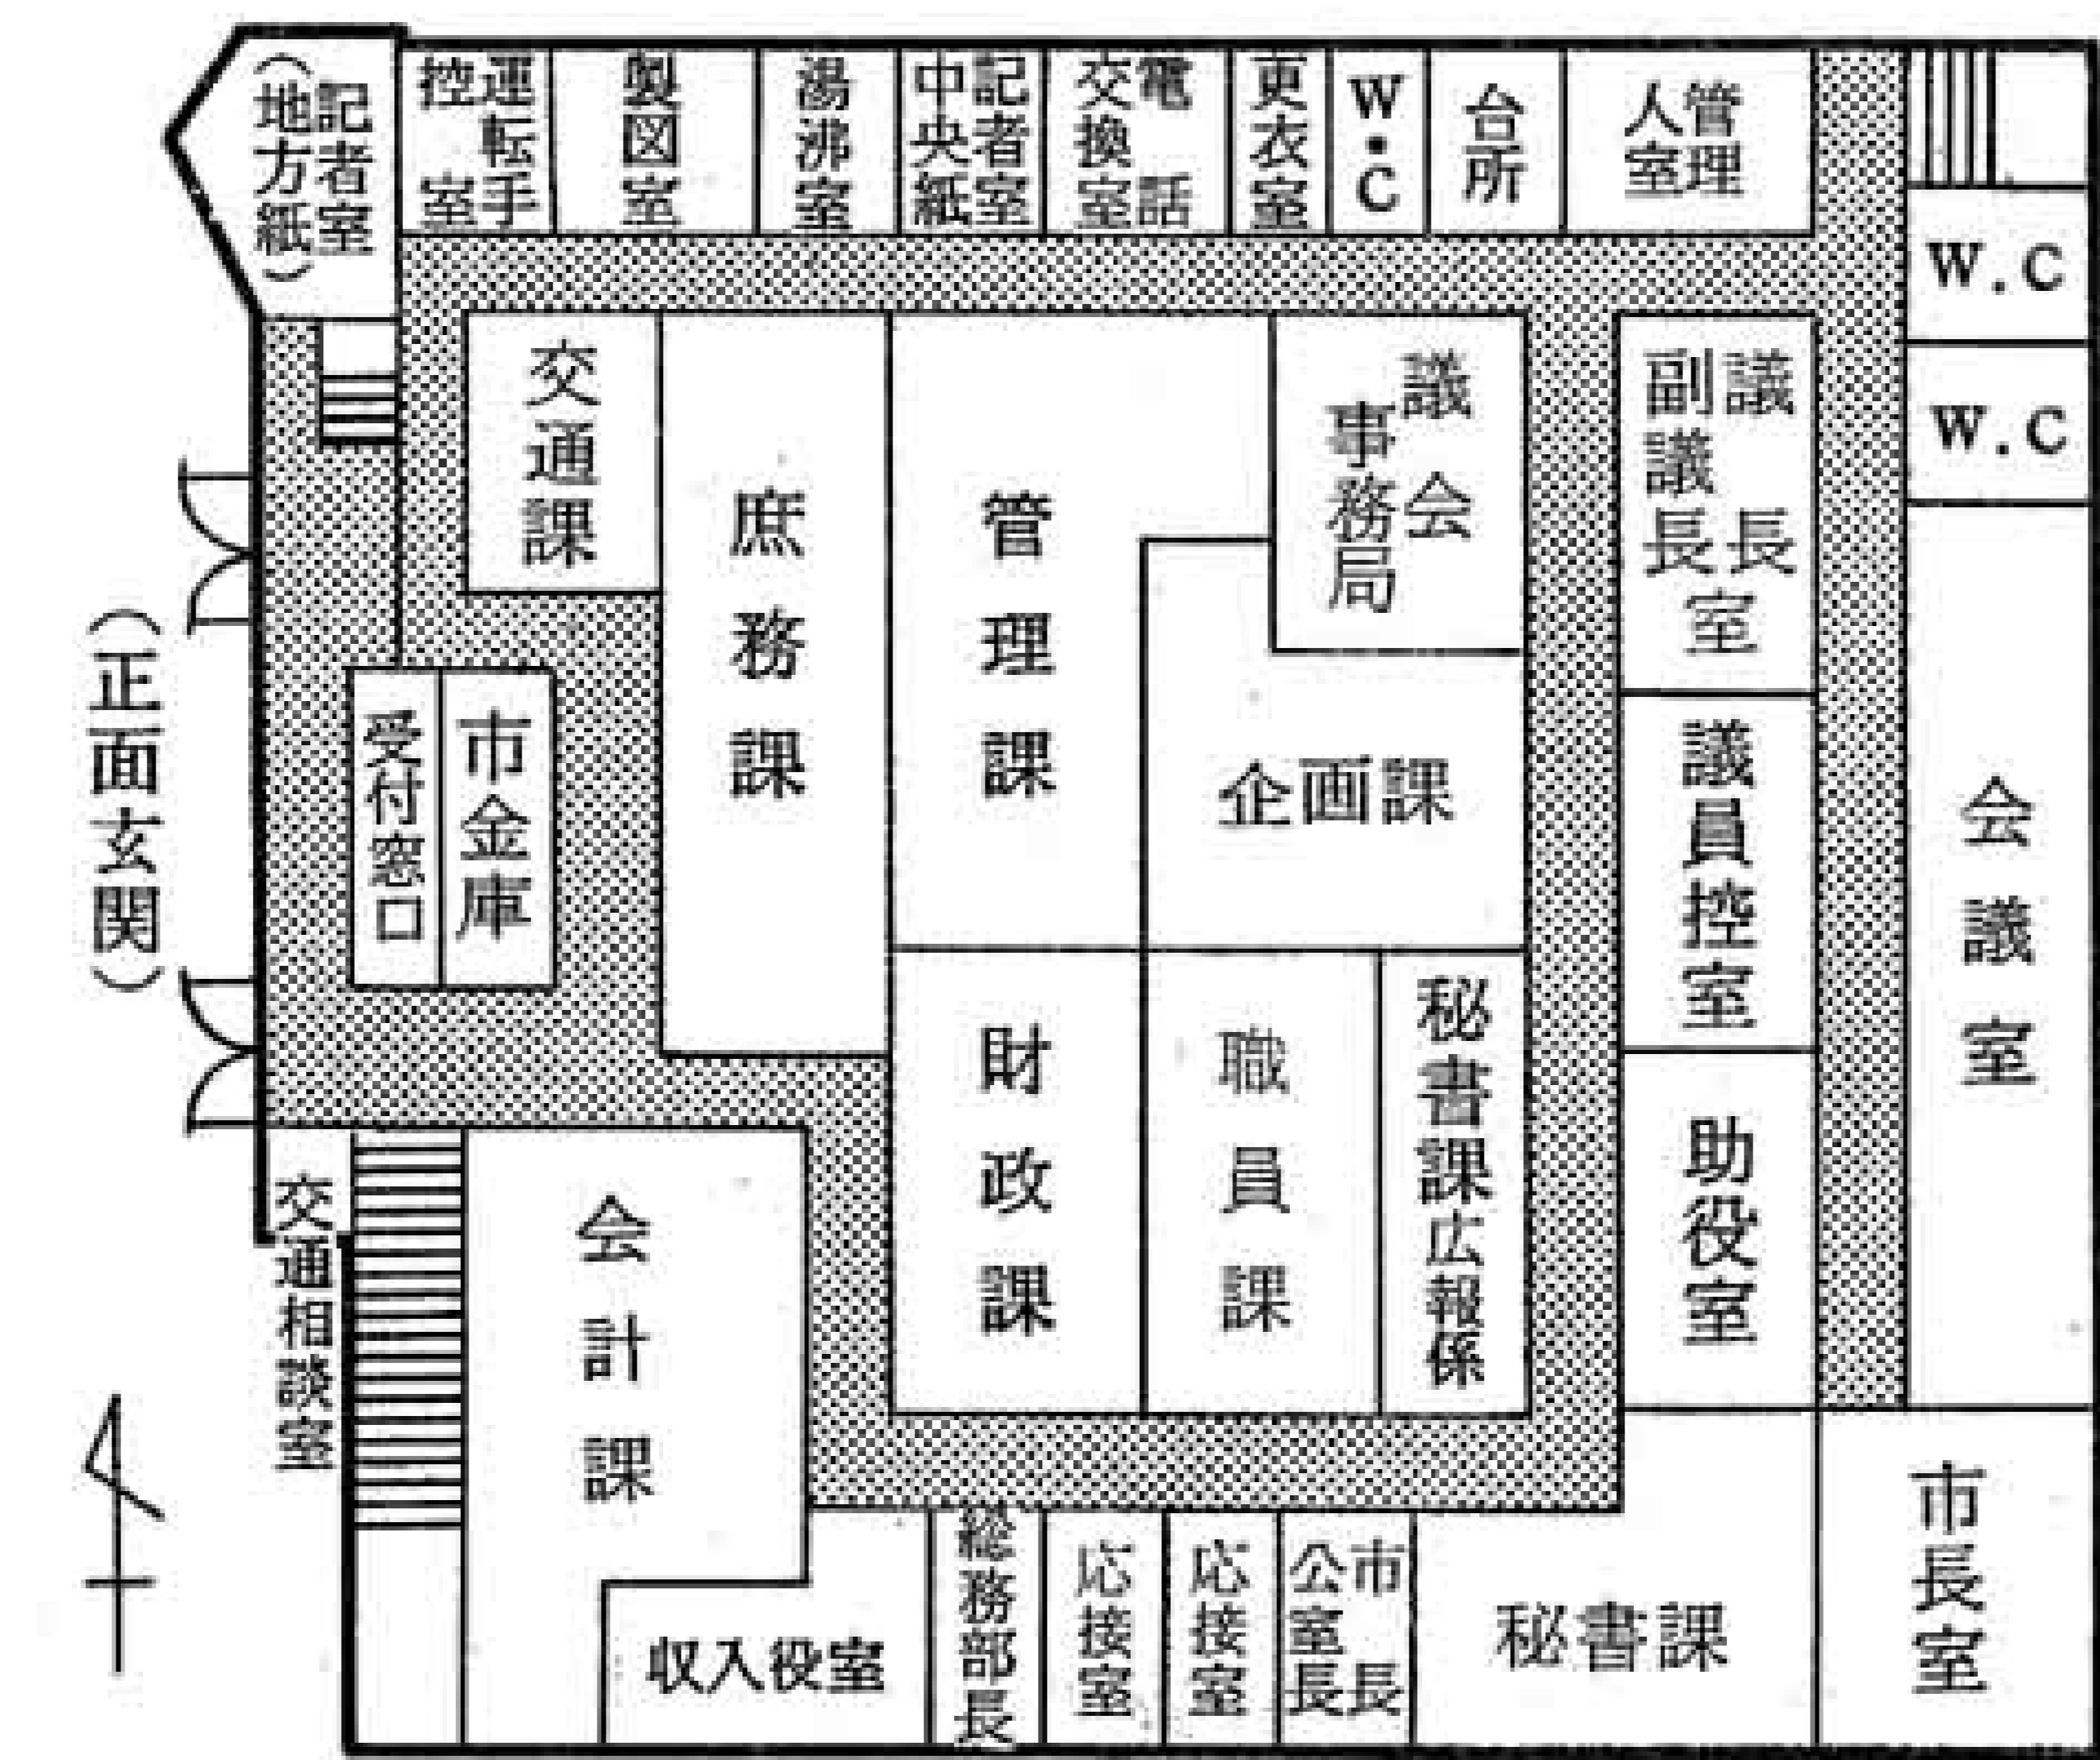 記者室
（地方紙）
運転手
控室
製図室
湯沸室
記者室
中央紙
電話
交換室
更衣室
W・C
台所
管理
人室
W.C
W.C
交通課
庶務課
管理課
議会
事務局
議長
副議長
室
企画課
議員控室
会議室
受付窓口
市金庫
（正面玄関）
財政課
職員課
秘書課広報係
助役室
交通相談室
会計課
収入役室
総務部長
応接室
応接室
市長
公室長
秘書課
市長室